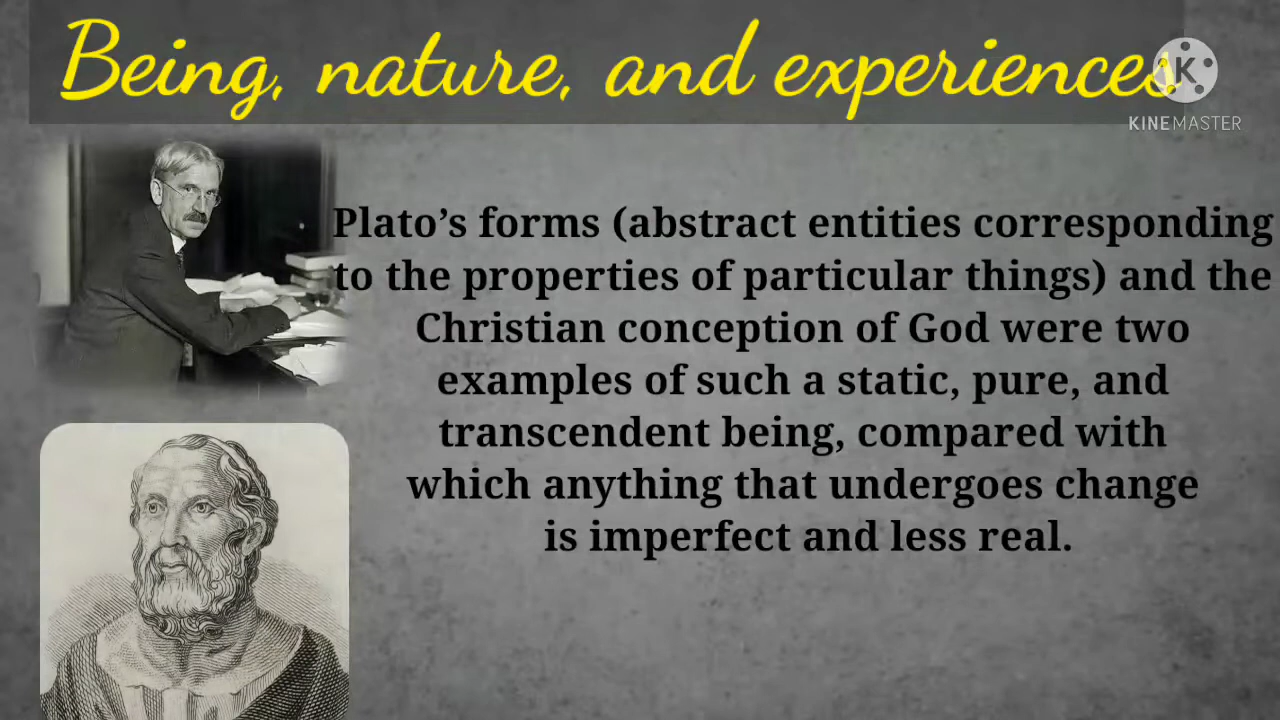 Being, nature, and experiences
KINEMASTER
Plato’s forms (abstract entities corresponding
to the properties of particular things) and the
Christian conception of God were two
examples of such a static, pure, and
transcendent being, compared with
which anything that undergoes change
is imperfect and less real.